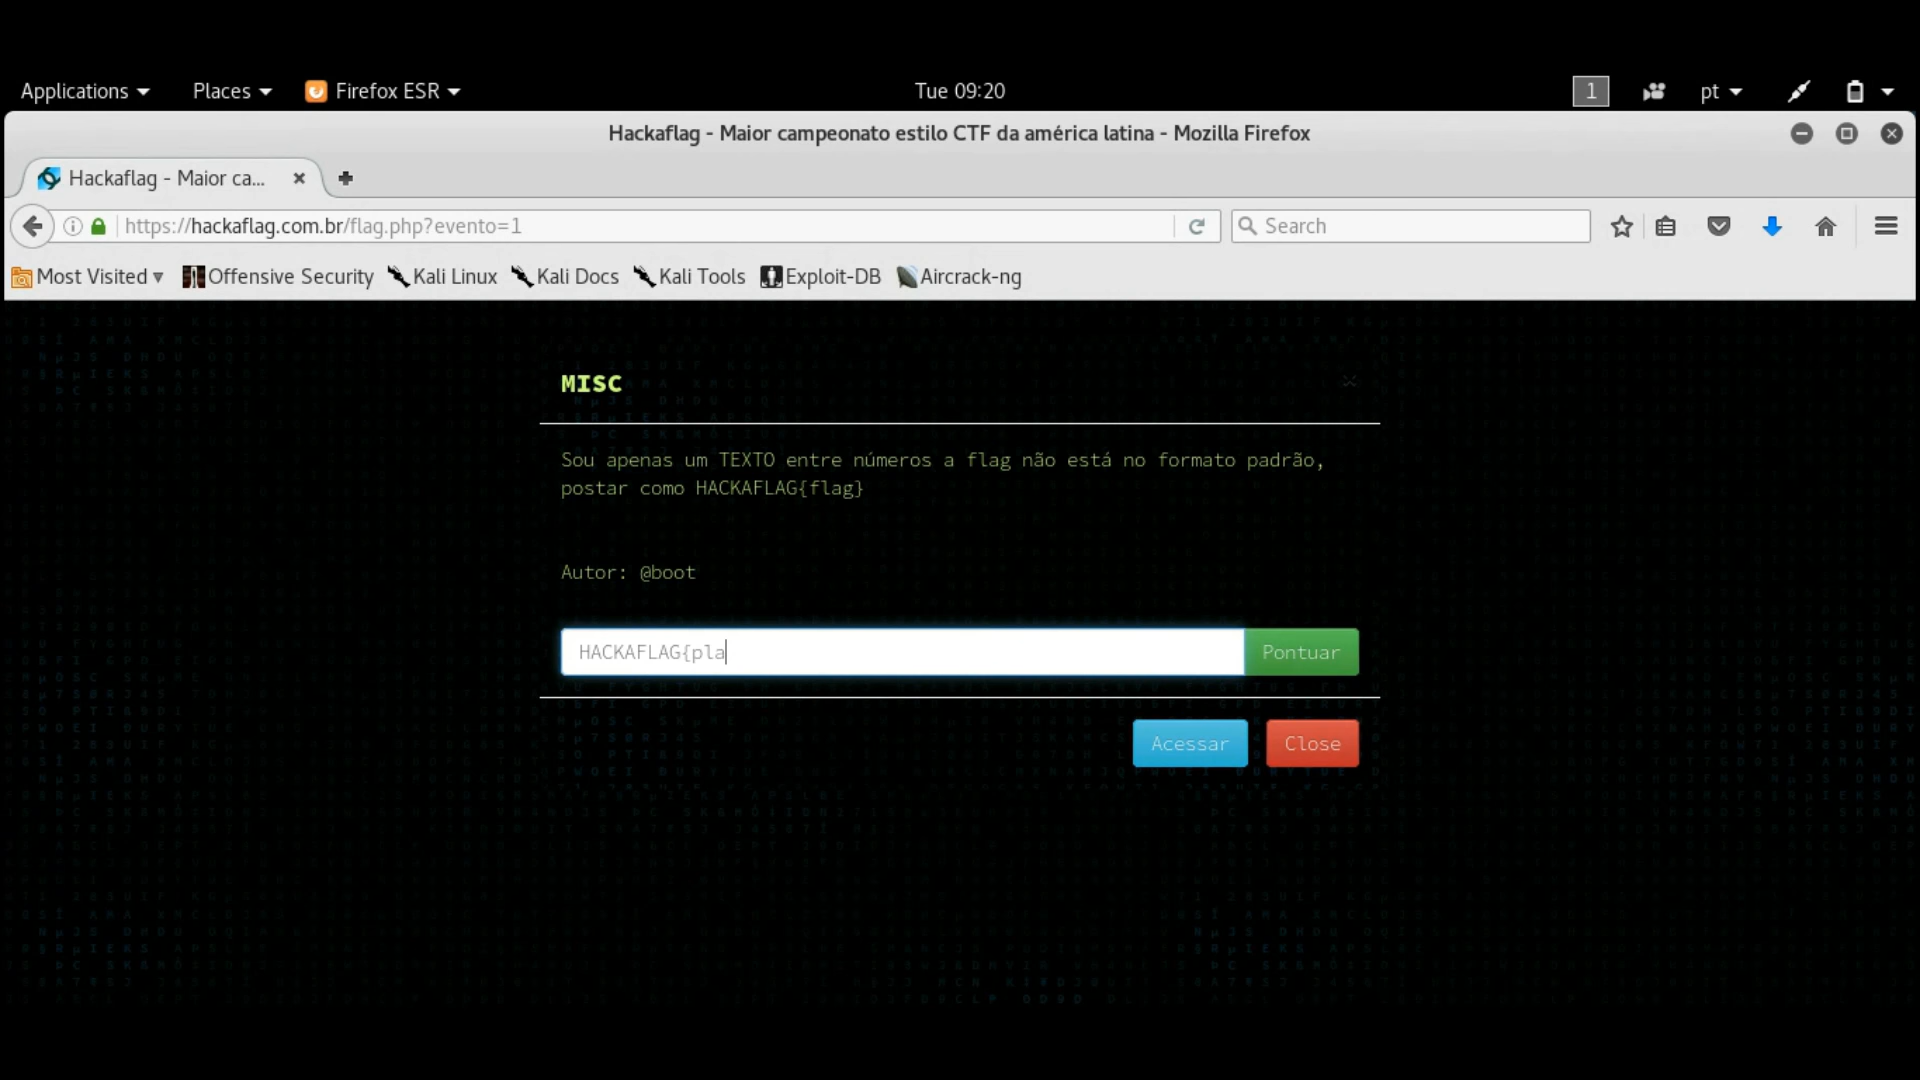 Applications Places Firefox ESR Tue 09:20 1 pt
Hackaflag - Maior campeonato estilo CTF da américa latina - Mozilla Firefox
Hackaflag - Maior ca...
https://hackaflag.com.br/flag.php?evento=1 Search
Most Visited Offensive Security Kali Linux Kali Docs Kali Tools Exploit-DB Aircrack-ng
MISC
Sou apenas um TEXTO entre números a flag não está no formato padrão,
postar como HACKAFLAG{flag}
Autor: @boot
HACKAFLAG{pla Pontuar
Acessar Close